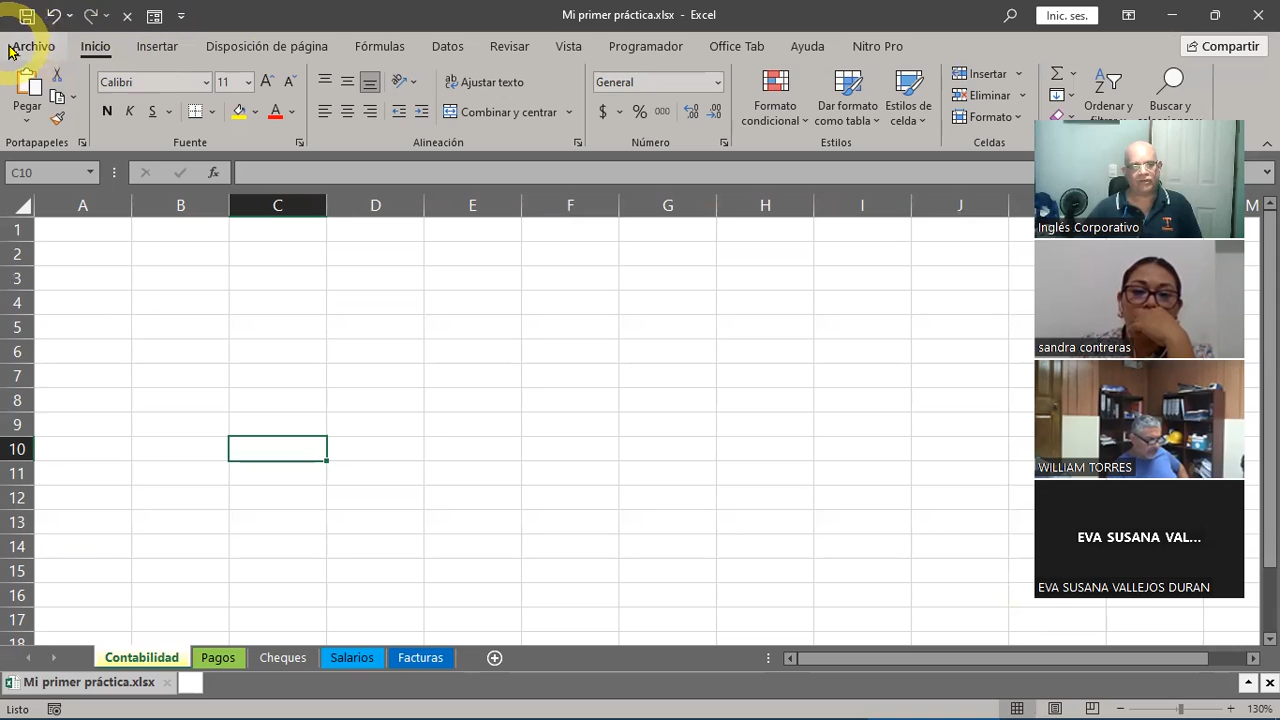 Mi primer práctica.xlsx - Excel
Inic. ses.
Archivo Inicio Insertar Disposición de página Fórmulas Datos Revisar Vista Programador Office Tab Ayuda Nitro Pro Compartir
Pegar
Calibri 11
N K S
Ajustar texto
Combinar y centrar
General
$ % 000
Formato condicional
Dar formato como tabla
Estilos de celda
Insertar
Eliminar
Formato
Ordenar y
Buscar y
Portapapeles Fuente Alineación Número Estilos Celdas
C10 fx
A B C D E F G H I J M
1
2
3
4
5
6
7
8
9
10
11
12
13
14
15
16
17
18
Inglés Corporativo
sandra contreras
WILLIAM TORRES
EVA SUSANA VAL...
EVA SUSANA VALLEJOS DURAN
Contabilidad Pagos Cheques Salarios Facturas
Mi primer práctica.xlsx
Listo 130%